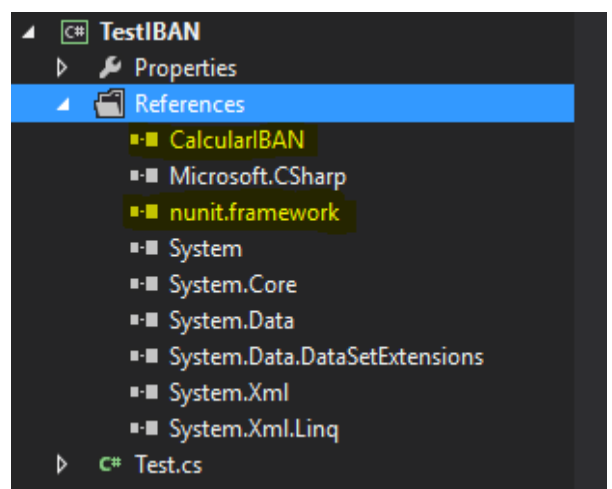 C# TestIBAN
Properties
References
CalcularIBAN
Microsoft.CSharp
nunit.framework
System
System.Core
System.Data
System.Data.DataSetExtensions
System.Xml
System.Xml.Linq
C# Test.cs